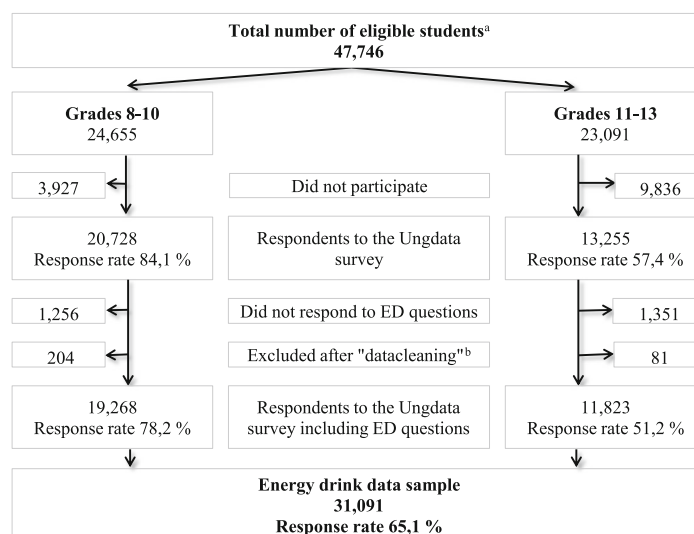 Total number of eligible studentsᵃ
47,746
Grades 8-10
24,655
Grades 11-13
23,091
3,927
Did not participate
9,836
20,728
Response rate 84,1 %
Respondents to the Ungdata
survey
13,255
Response rate 57,4 %
1,256
Did not respond to ED questions
1,351
204
Excluded after "datacleaning"ᵇ
81
19,268
Response rate 78,2 %
Respondents to the Ungdata
survey including ED questions
11,823
Response rate 51,2 %
Energy drink data sample
31,091
Response rate 65,1 %